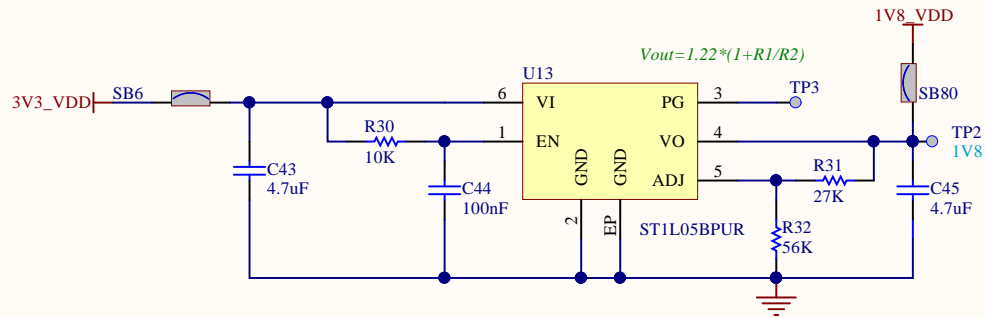 1V8_VDD
Vout=1.22*(1+R1/R2)
U13
3V3_VDD
SB6
6
VI
PG
3
TP3
SB80
R30
10K
1
EN
VO
4
TP2
1V8
C43
4.7uF
C44
100nF
GND
GND
ADJ
5
R31
27K
C45
4.7uF
2
EP
ST1L05BPUR
R32
56K